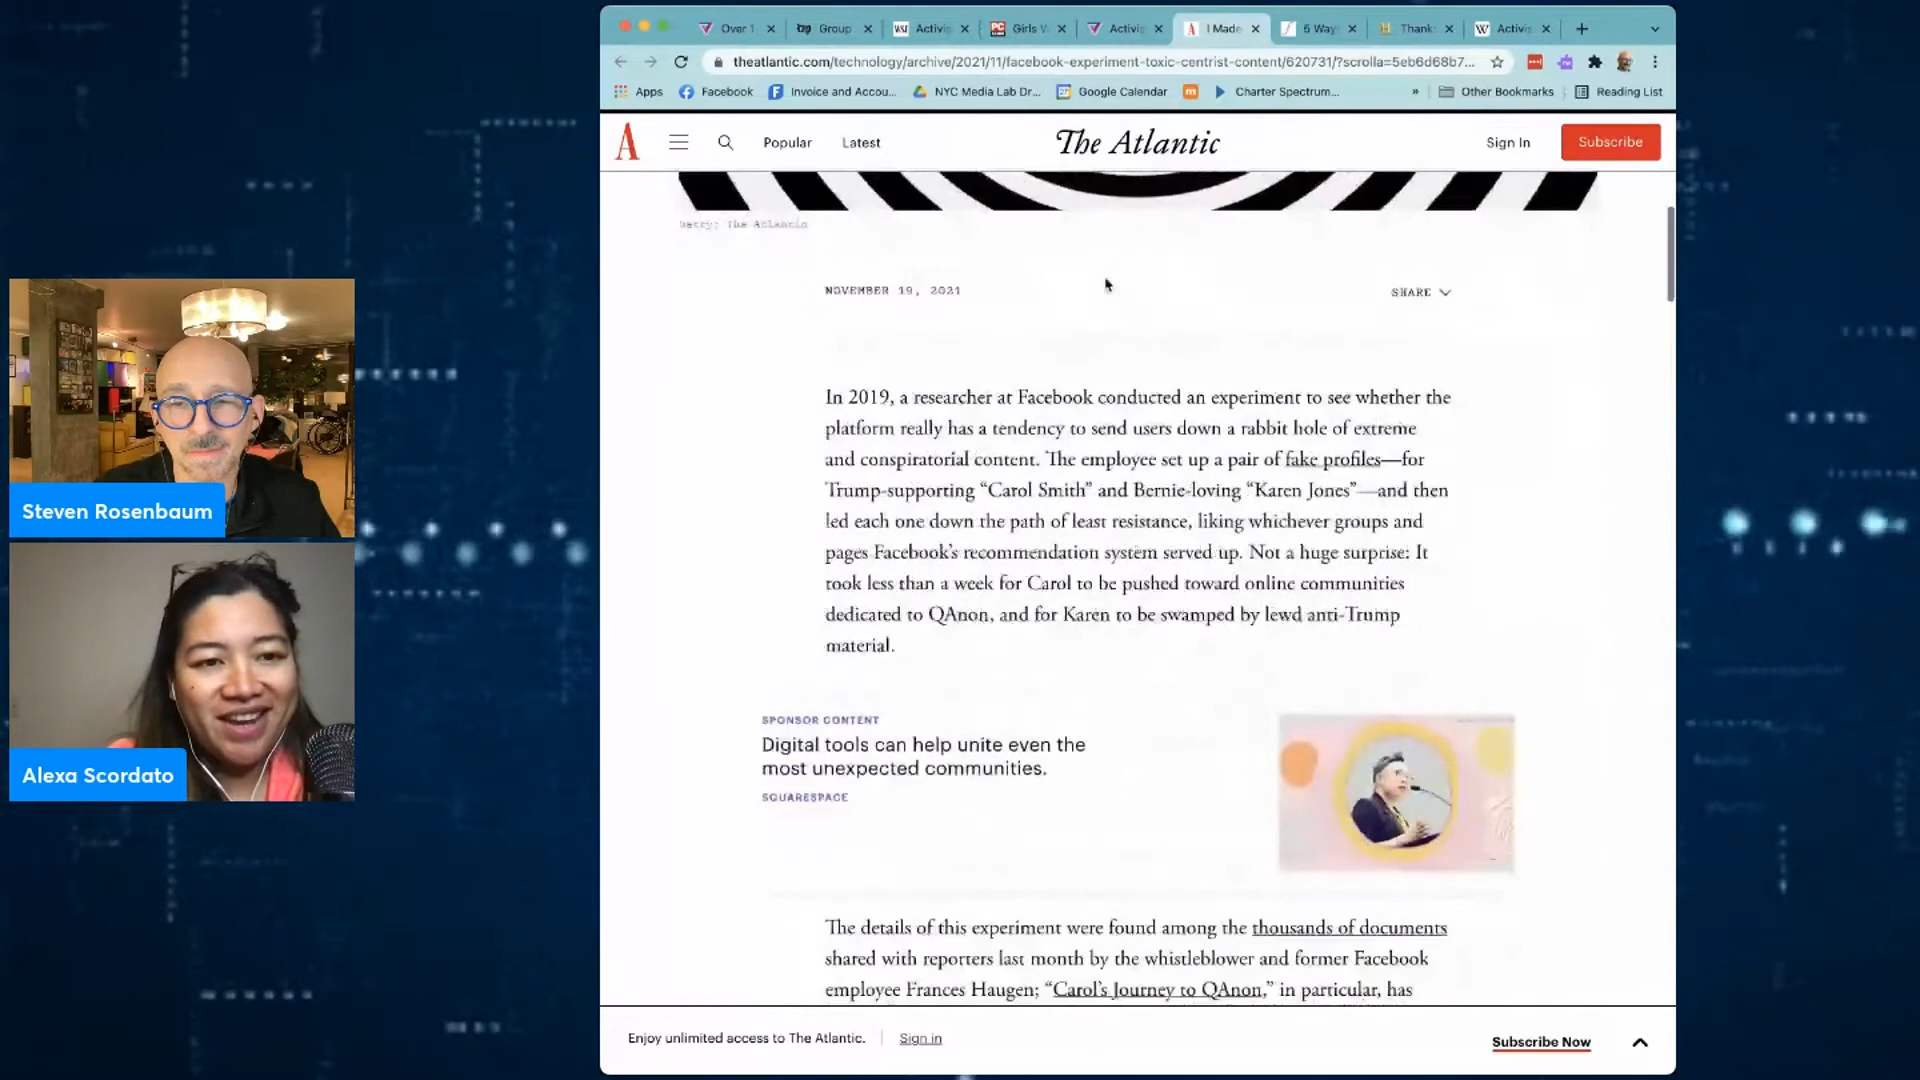 Over 1
Group
WSJ
Activis
PC
Girls V
Activis
A
I Made
5 Way
Thank
W
Activis
theatlantic.com/technology/archive/2021/11/facebook-experiment-toxic-centrist-content/620731/?scrolla=5eb6d68b7...
Apps
Facebook
Invoice and Accou...
NYC Media Lab Dr...
Google Calendar
Charter Spectrum...
»
Other Bookmarks
Reading List
A
Popular
Latest
The Atlantic
Sign In
Subscribe
Getty; The Atlantic
NOVEMBER 19, 2021
SHARE
In 2019, a researcher at Facebook conducted an experiment to see whether the
platform really has a tendency to send users down a rabbit hole of extreme
and conspiratorial content. The employee set up a pair of fake profiles—for
Trump-supporting “Carol Smith” and Bernie-loving “Karen Jones”—and then
led each one down the path of least resistance, liking whichever groups and
pages Facebook’s recommendation system served up. Not a huge surprise: It
took less than a week for Carol to be pushed toward online communities
dedicated to QAnon, and for Karen to be swamped by lewd anti-Trump
material.
SPONSOR CONTENT
Digital tools can help unite even the
most unexpected communities.
SQUARESPACE
The details of this experiment were found among the thousands of documents
shared with reporters last month by the whistleblower and former Facebook
employee Frances Haugen; “Carol’s Journey to QAnon,” in particular, has
Enjoy unlimited access to The Atlantic.
Sign in
Subscribe Now
Steven Rosenbaum
Alexa Scordato